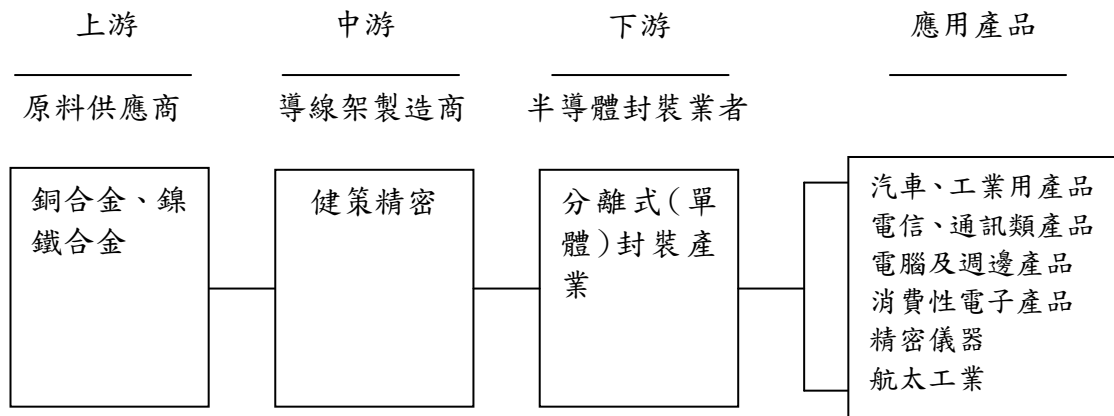 上游 中游 下游 應用產品
原料供應商 導線架製造商 半導體封裝業者
銅合金、鎳
鐵合金
健策精密
分離式(單
體)封裝產
業
汽車、工業用產品
電信、通訊類產品
電腦及週邊產品
消費性電子產品
精密儀器
航太工業